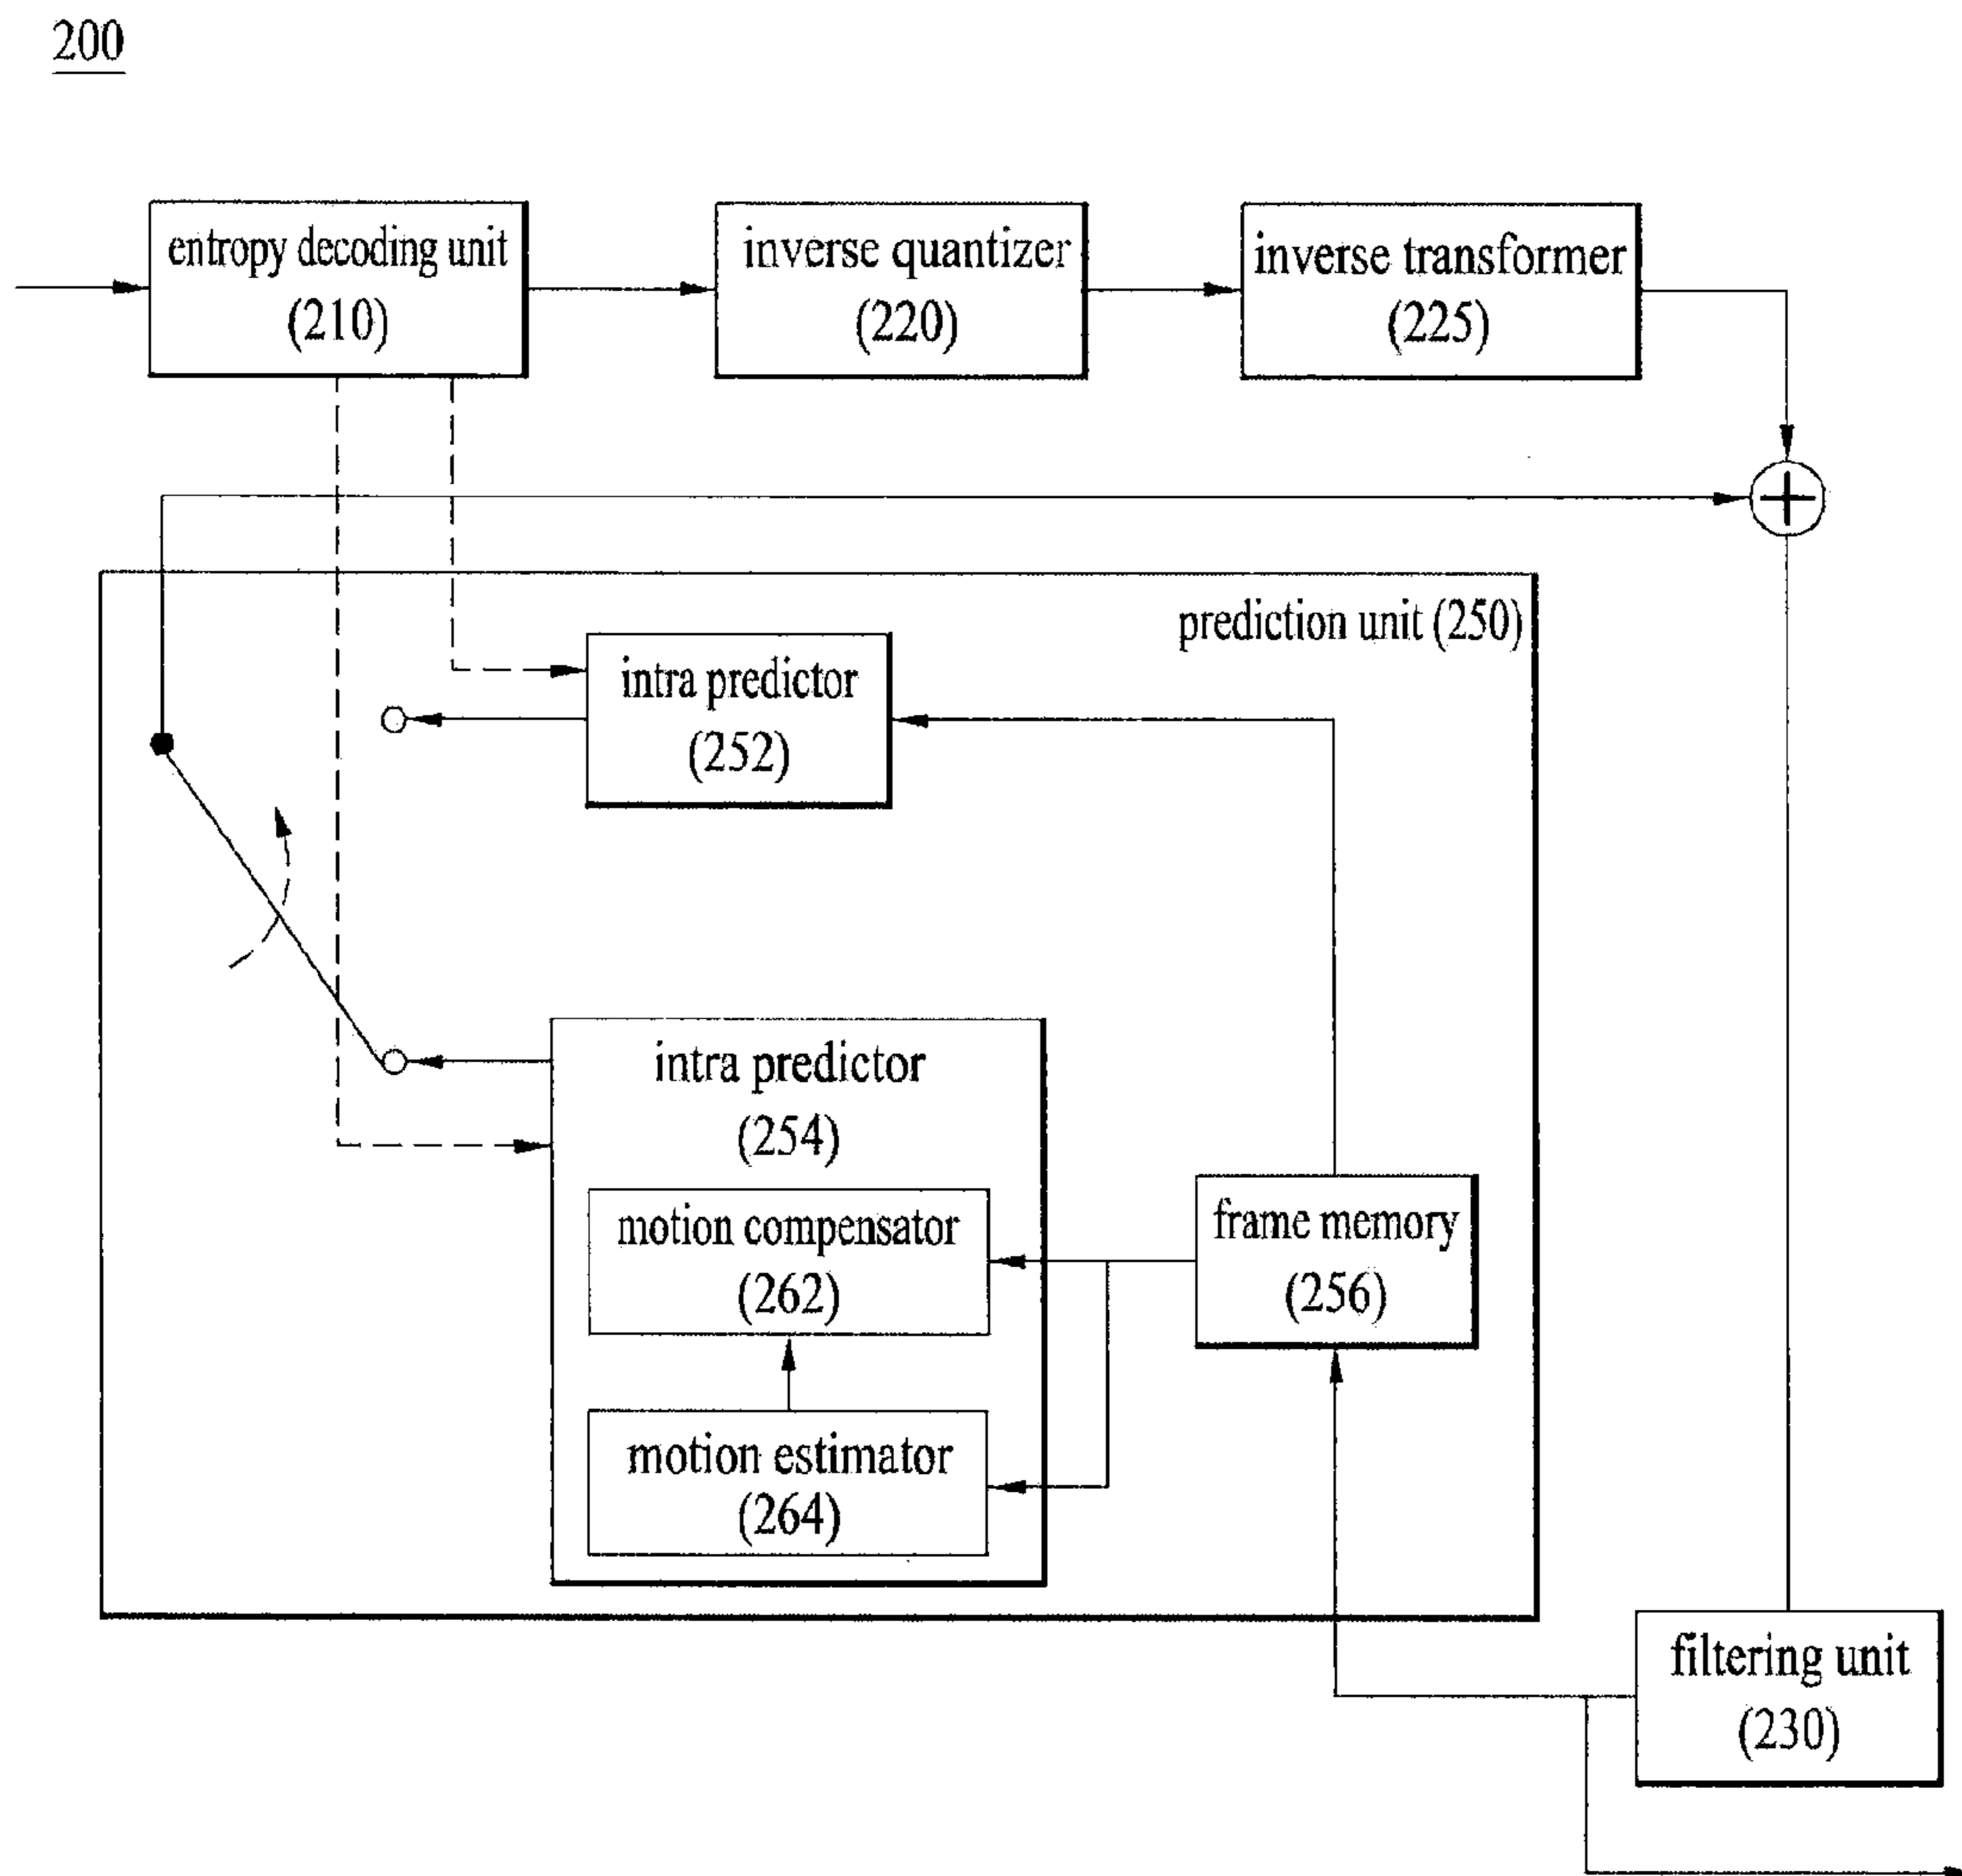 200
entropy decoding unit
(210)
inverse quantizer
(220)
inverse transformer
(225)
prediction unit (250)
intra predictor
(252)
intra predictor
(254)
motion compensator
(262)
frame memory
(256)
motion estimator
(264)
filtering unit
(230)